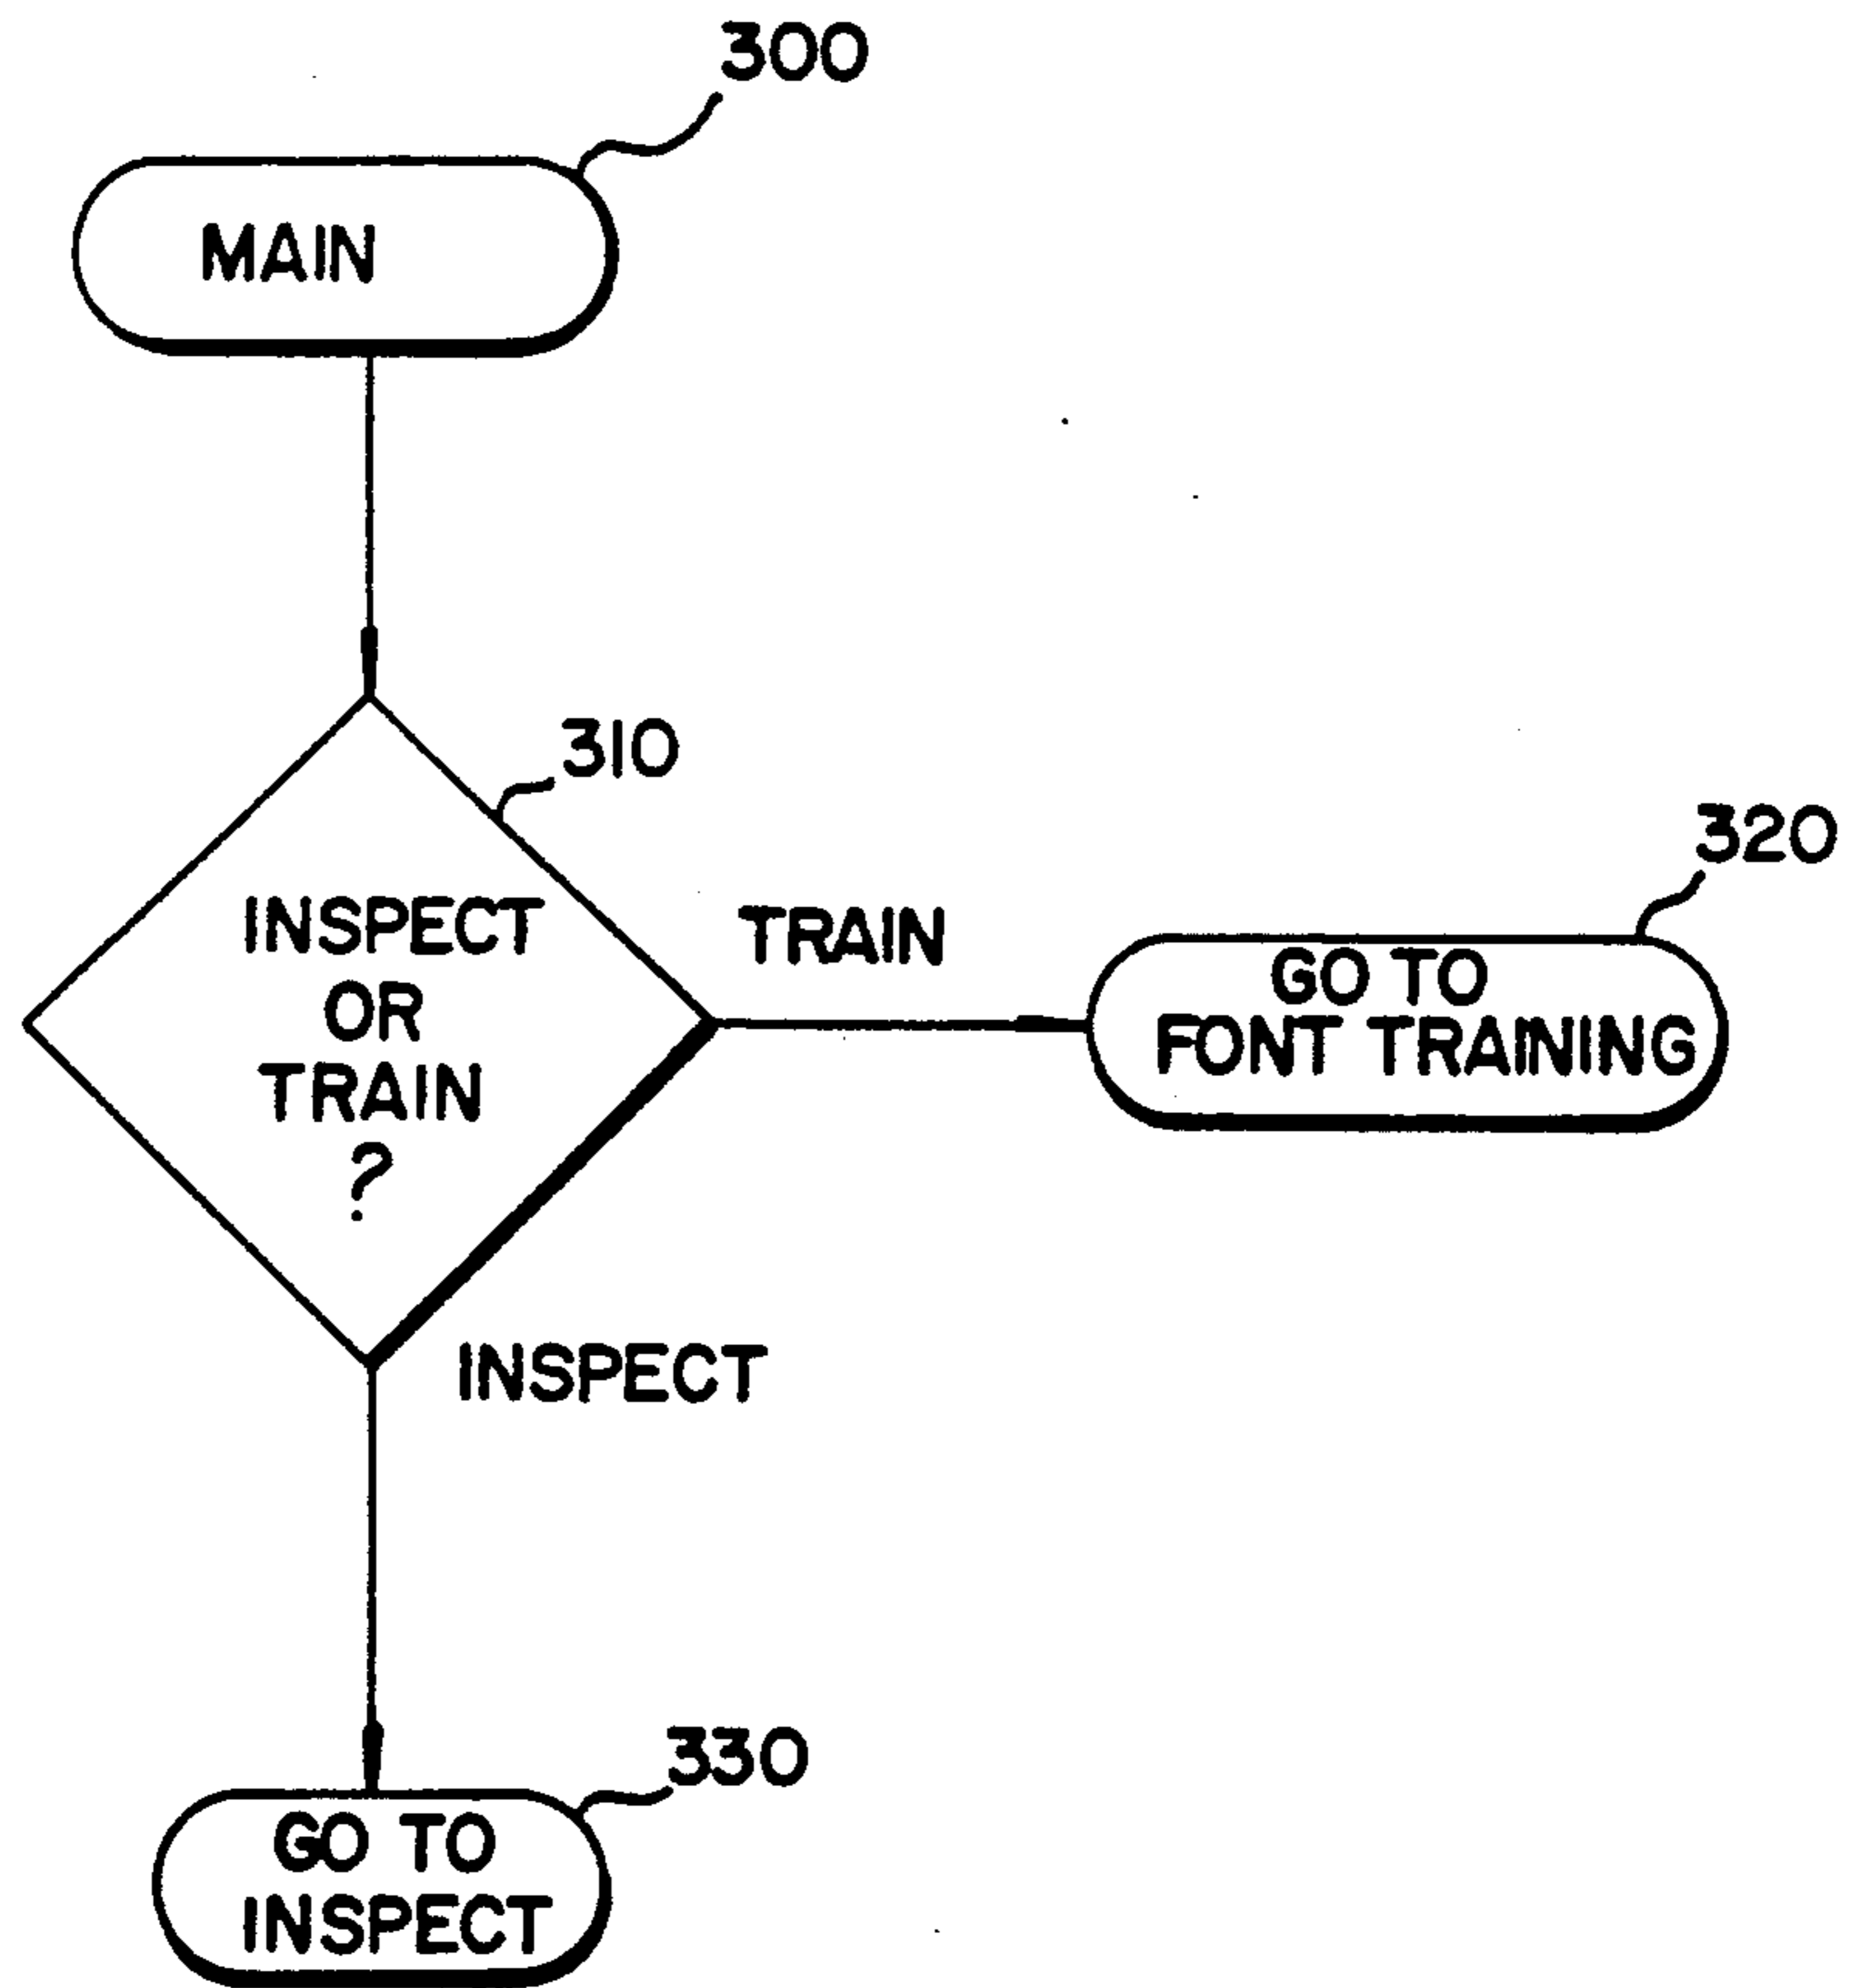 300
MAIN
310
INSPECT
OR
TRAIN
?
TRAIN
320
GO TO
FONT TRAINING
INSPECT
330
GO TO
INSPECT